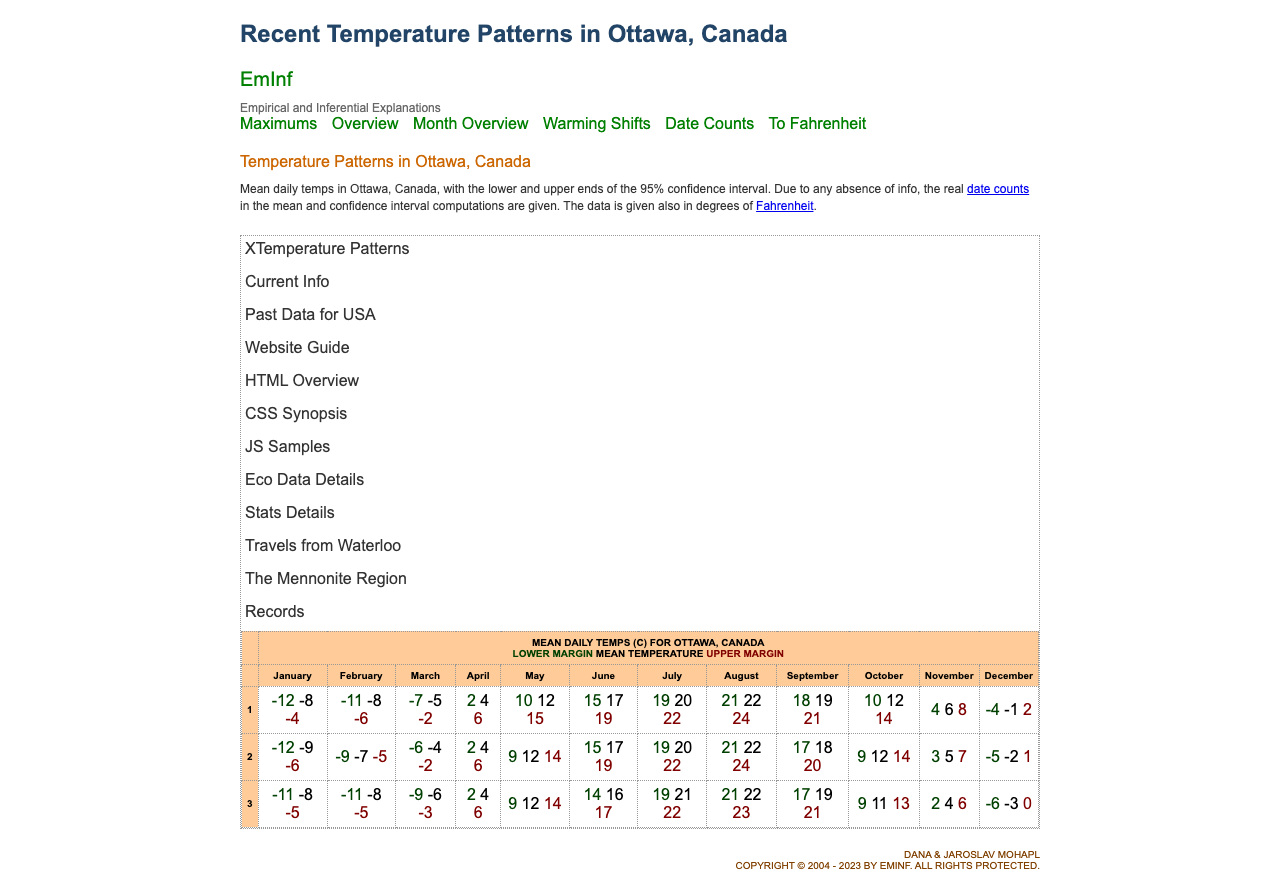 Recent Temperature Patterns in Ottawa, Canada
EmInf
Empirical and Inferential Explanations
Maximums Overview Month Overview Warming Shifts Date Counts To Fahrenheit
Temperature Patterns in Ottawa, Canada
Mean daily temps in Ottawa, Canada, with the lower and upper ends of the 95% confidence interval. Due to any absence of info, the real date counts
in the mean and confidence interval computations are given. The data is given also in degrees of Fahrenheit.
XTemperature Patterns
Current Info
Past Data for USA
Website Guide
HTML Overview
CSS Synopsis
JS Samples
Eco Data Details
Stats Details
Travels from Waterloo
The Mennonite Region
Records
MEAN DAILY TEMPS (C) FOR OTTAWA, CANADA
LOWER MARGIN MEAN TEMPERATURE UPPER MARGIN
January February March April May June July August September October November December
1 -12 -8 -4 -11 -8 -6 -7 -5 -2 2 4 6 10 12 15 15 17 19 19 20 22 21 22 24 18 19 21 10 12 14 4 6 8 -4 -1 2
2 -12 -9 -6 -9 -7 -5 -6 -4 -2 2 4 6 9 12 14 15 17 19 19 20 22 21 22 24 17 18 20 9 12 14 3 5 7 -5 -2 1
3 -11 -8 -5 -11 -8 -5 -9 -6 -3 2 4 6 9 12 14 14 16 17 19 21 22 21 22 23 17 19 21 9 11 13 2 4 6 -6 -3 0
DANA & JAROSLAV MOHAPL
COPYRIGHT © 2004 - 2023 BY EMINF. ALL RIGHTS PROTECTED.